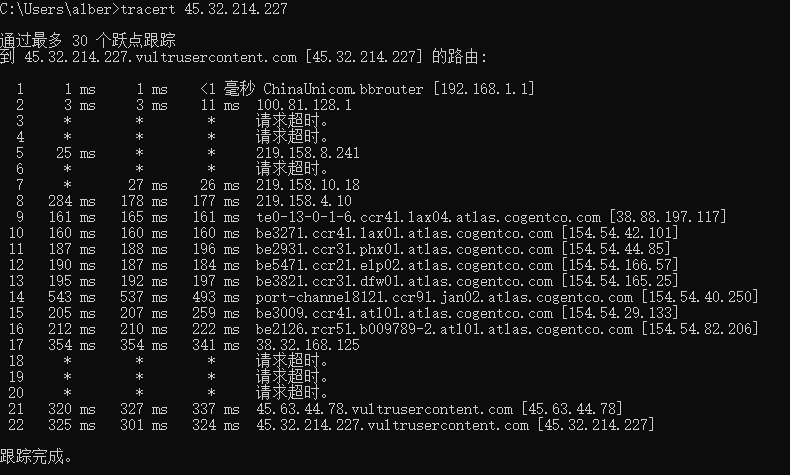 C:\Users\alber>tracert 45.32.214.227
通过最多 30 个跃点跟踪
到 45.32.214.227.vultrusercontent.com [45.32.214.227] 的路由:
1 1 ms 1 ms <1 毫秒 ChinaUnicom.bbrouter [192.168.1.1]
2 3 ms 3 ms 11 ms 100.81.128.1
3 * * * 请求超时。
4 * * * 请求超时。
5 25 ms * * 219.158.8.241
6 * * * 请求超时。
7 * 27 ms 26 ms 219.158.10.18
8 284 ms 178 ms 177 ms 219.158.4.10
9 161 ms 165 ms 161 ms te0-13-0-1-6.ccr41.lax04.atlas.cogentco.com [38.88.197.117]
10 160 ms 160 ms 160 ms be3271.ccr41.lax01.atlas.cogentco.com [154.54.42.101]
11 187 ms 188 ms 196 ms be2931.ccr31.phx01.atlas.cogentco.com [154.54.44.85]
12 190 ms 187 ms 184 ms be5471.ccr21.elp02.atlas.cogentco.com [154.54.166.57]
13 195 ms 192 ms 197 ms be3821.ccr31.dfw01.atlas.cogentco.com [154.54.165.25]
14 543 ms 537 ms 493 ms port-channel8121.ccr91.jan02.atlas.cogentco.com [154.54.40.250]
15 205 ms 207 ms 259 ms be3009.ccr41.atl01.atlas.cogentco.com [154.54.29.133]
16 212 ms 210 ms 222 ms be2126.rcr51.b009789-2.atl01.atlas.cogentco.com [154.54.82.206]
17 354 ms 354 ms 341 ms 38.32.168.125
18 * * * 请求超时。
19 * * * 请求超时。
20 * * * 请求超时。
21 320 ms 327 ms 337 ms 45.63.44.78.vultrusercontent.com [45.63.44.78]
22 325 ms 301 ms 324 ms 45.32.214.227.vultrusercontent.com [45.32.214.227]
跟踪完成。